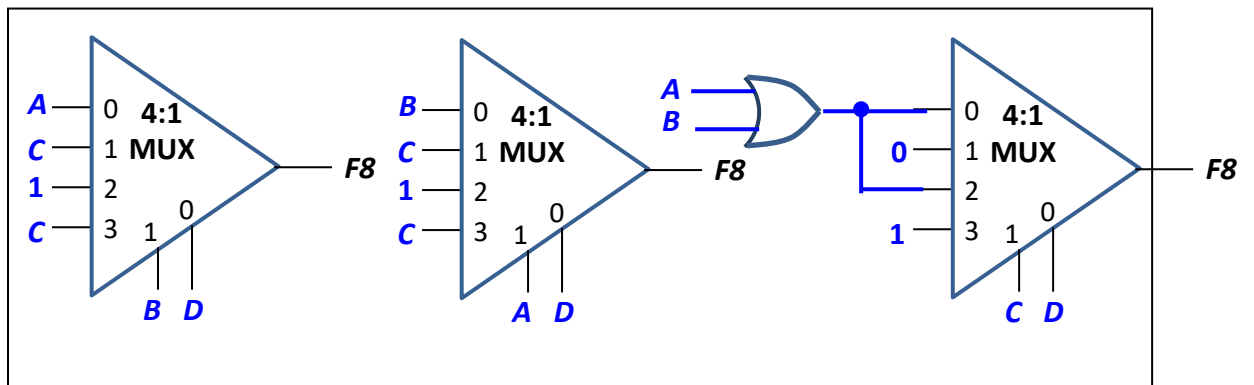 A 0 4:1
C 1 MUX
1 2
C 3 1 0
F8
B D
B 0 4:1
C 1 MUX
1 2
C 3 1 0
F8
A D
A
B
0 4:1
0 1 MUX
2
1 3 1 0
F8
C D